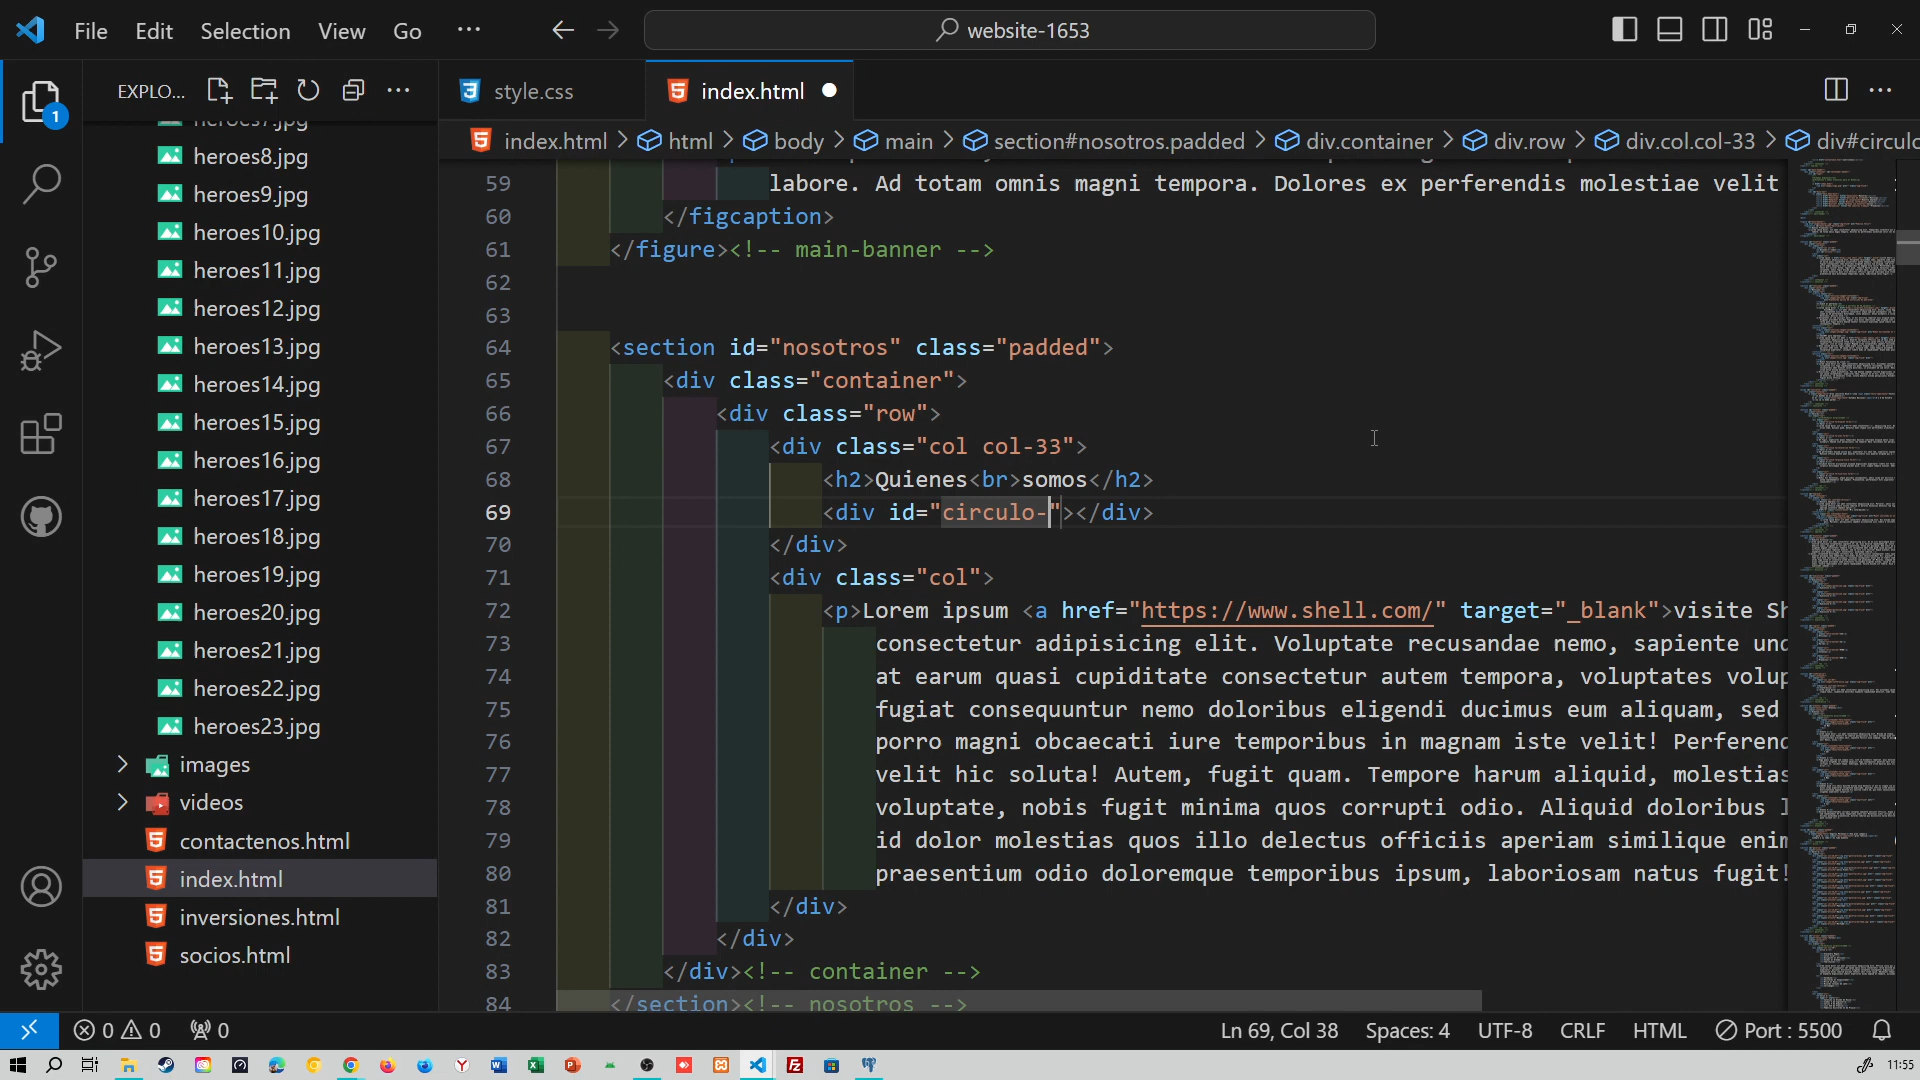 File Edit Selection View Go ···
website-1653
EXPLO...
style.css
index.html
index.html > html > body > main > section#nosotros.padded > div.container > div.row > div.col.col-33 >
1
heroes7.jpg
heroes8.jpg
heroes9.jpg
heroes10.jpg
heroes11.jpg
heroes12.jpg
heroes13.jpg
heroes14.jpg
heroes15.jpg
heroes16.jpg
heroes17.jpg
heroes18.jpg
heroes19.jpg
heroes20.jpg
heroes21.jpg
heroes22.jpg
heroes23.jpg
images
videos
contactenos.html
index.html
inversiones.html
socios.html
59 labore. Ad totam omnis magni tempora. Dolores ex perferendis molestiae velit
60 </figcaption>
61 </figure><!-- main-banner -->
62
63
64 <section id="nosotros" class="padded">
65 <div class="container">
66 <div class="row">
67 <div class="col col-33">
68 <h2>Quienes<br>somos</h2>
69 <div id="circulo-"></div>
70 </div>
71 <div class="col">
72 <p>Lorem ipsum <a href="https://www.shell.com/" target="_blank">visite Sh
73 consectetur adipisicing elit. Voluptate recusandae nemo, sapiente und
74 at earum quasi cupiditate consectetur autem tempora, voluptates volup
75 fugiat consequuntur nemo doloribus eligendi ducimus eum aliquam, sed
76 porro magni obcaecati iure temporibus in magnam iste velit! Perferend
77 velit hic soluta! Autem, fugit quam. Tempore harum aliquid, molestias
78 voluptate, nobis fugit minima quos corrupti odio. Aliquid doloribus l
79 id dolor molestias quos illo delectus officiis aperiam similique enim
80 praesentium odio doloremque temporibus ipsum, laboriosam natus fugit!
81 </div>
82 </div>
83 </div><!-- container -->
84 </section><!-- nosotros -->
0 0 0 Ln 69, Col 38 Spaces: 4 UTF-8 CRLF HTML Port : 5500
11:55